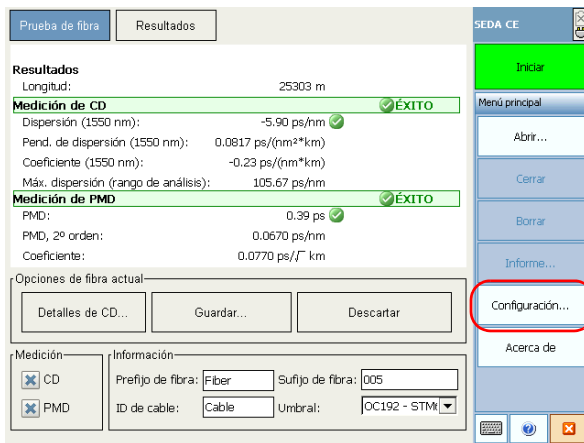 Prueba de fibra Resultados
SEDA CE
Resultados
Longitud: 25303 m
Medición de CD ÉXITO
Dispersión (1550 nm): -5.90 ps/nm
Pend. de dispersión (1550 nm): 0.0817 ps/(nm²*km)
Coeficiente (1550 nm): -0.23 ps/(nm*km)
Máx. dispersión (rango de análisis): 105.67 ps/nm
Medición de PMD ÉXITO
PMD: 0.39 ps
PMD, 2º orden: 0.0670 ps/nm
Coeficiente: 0.0770 ps/√ km
Opciones de fibra actual
Detalles de CD... Guardar... Descartar
Medición
CD
PMD
Información
Prefijo de fibra: Fiber Sufijo de fibra: 005
ID de cable: Cable Umbral: OC192 - STM
Iniciar
Menú principal
Abrir...
Cerrar
Borrar
Informe...
Configuración...
Acerca de